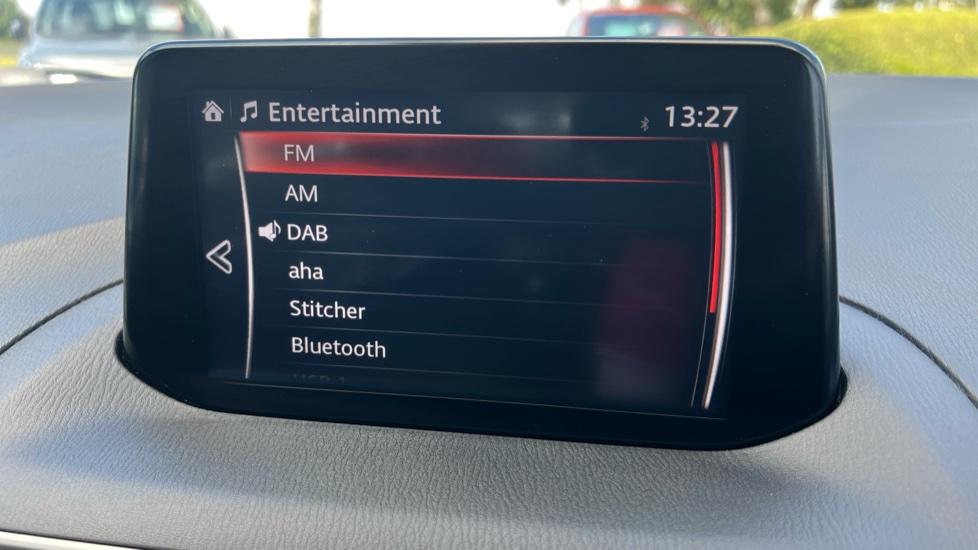 Entertainment
13:27
FM
AM
DAB
aha
Stitcher
Bluetooth